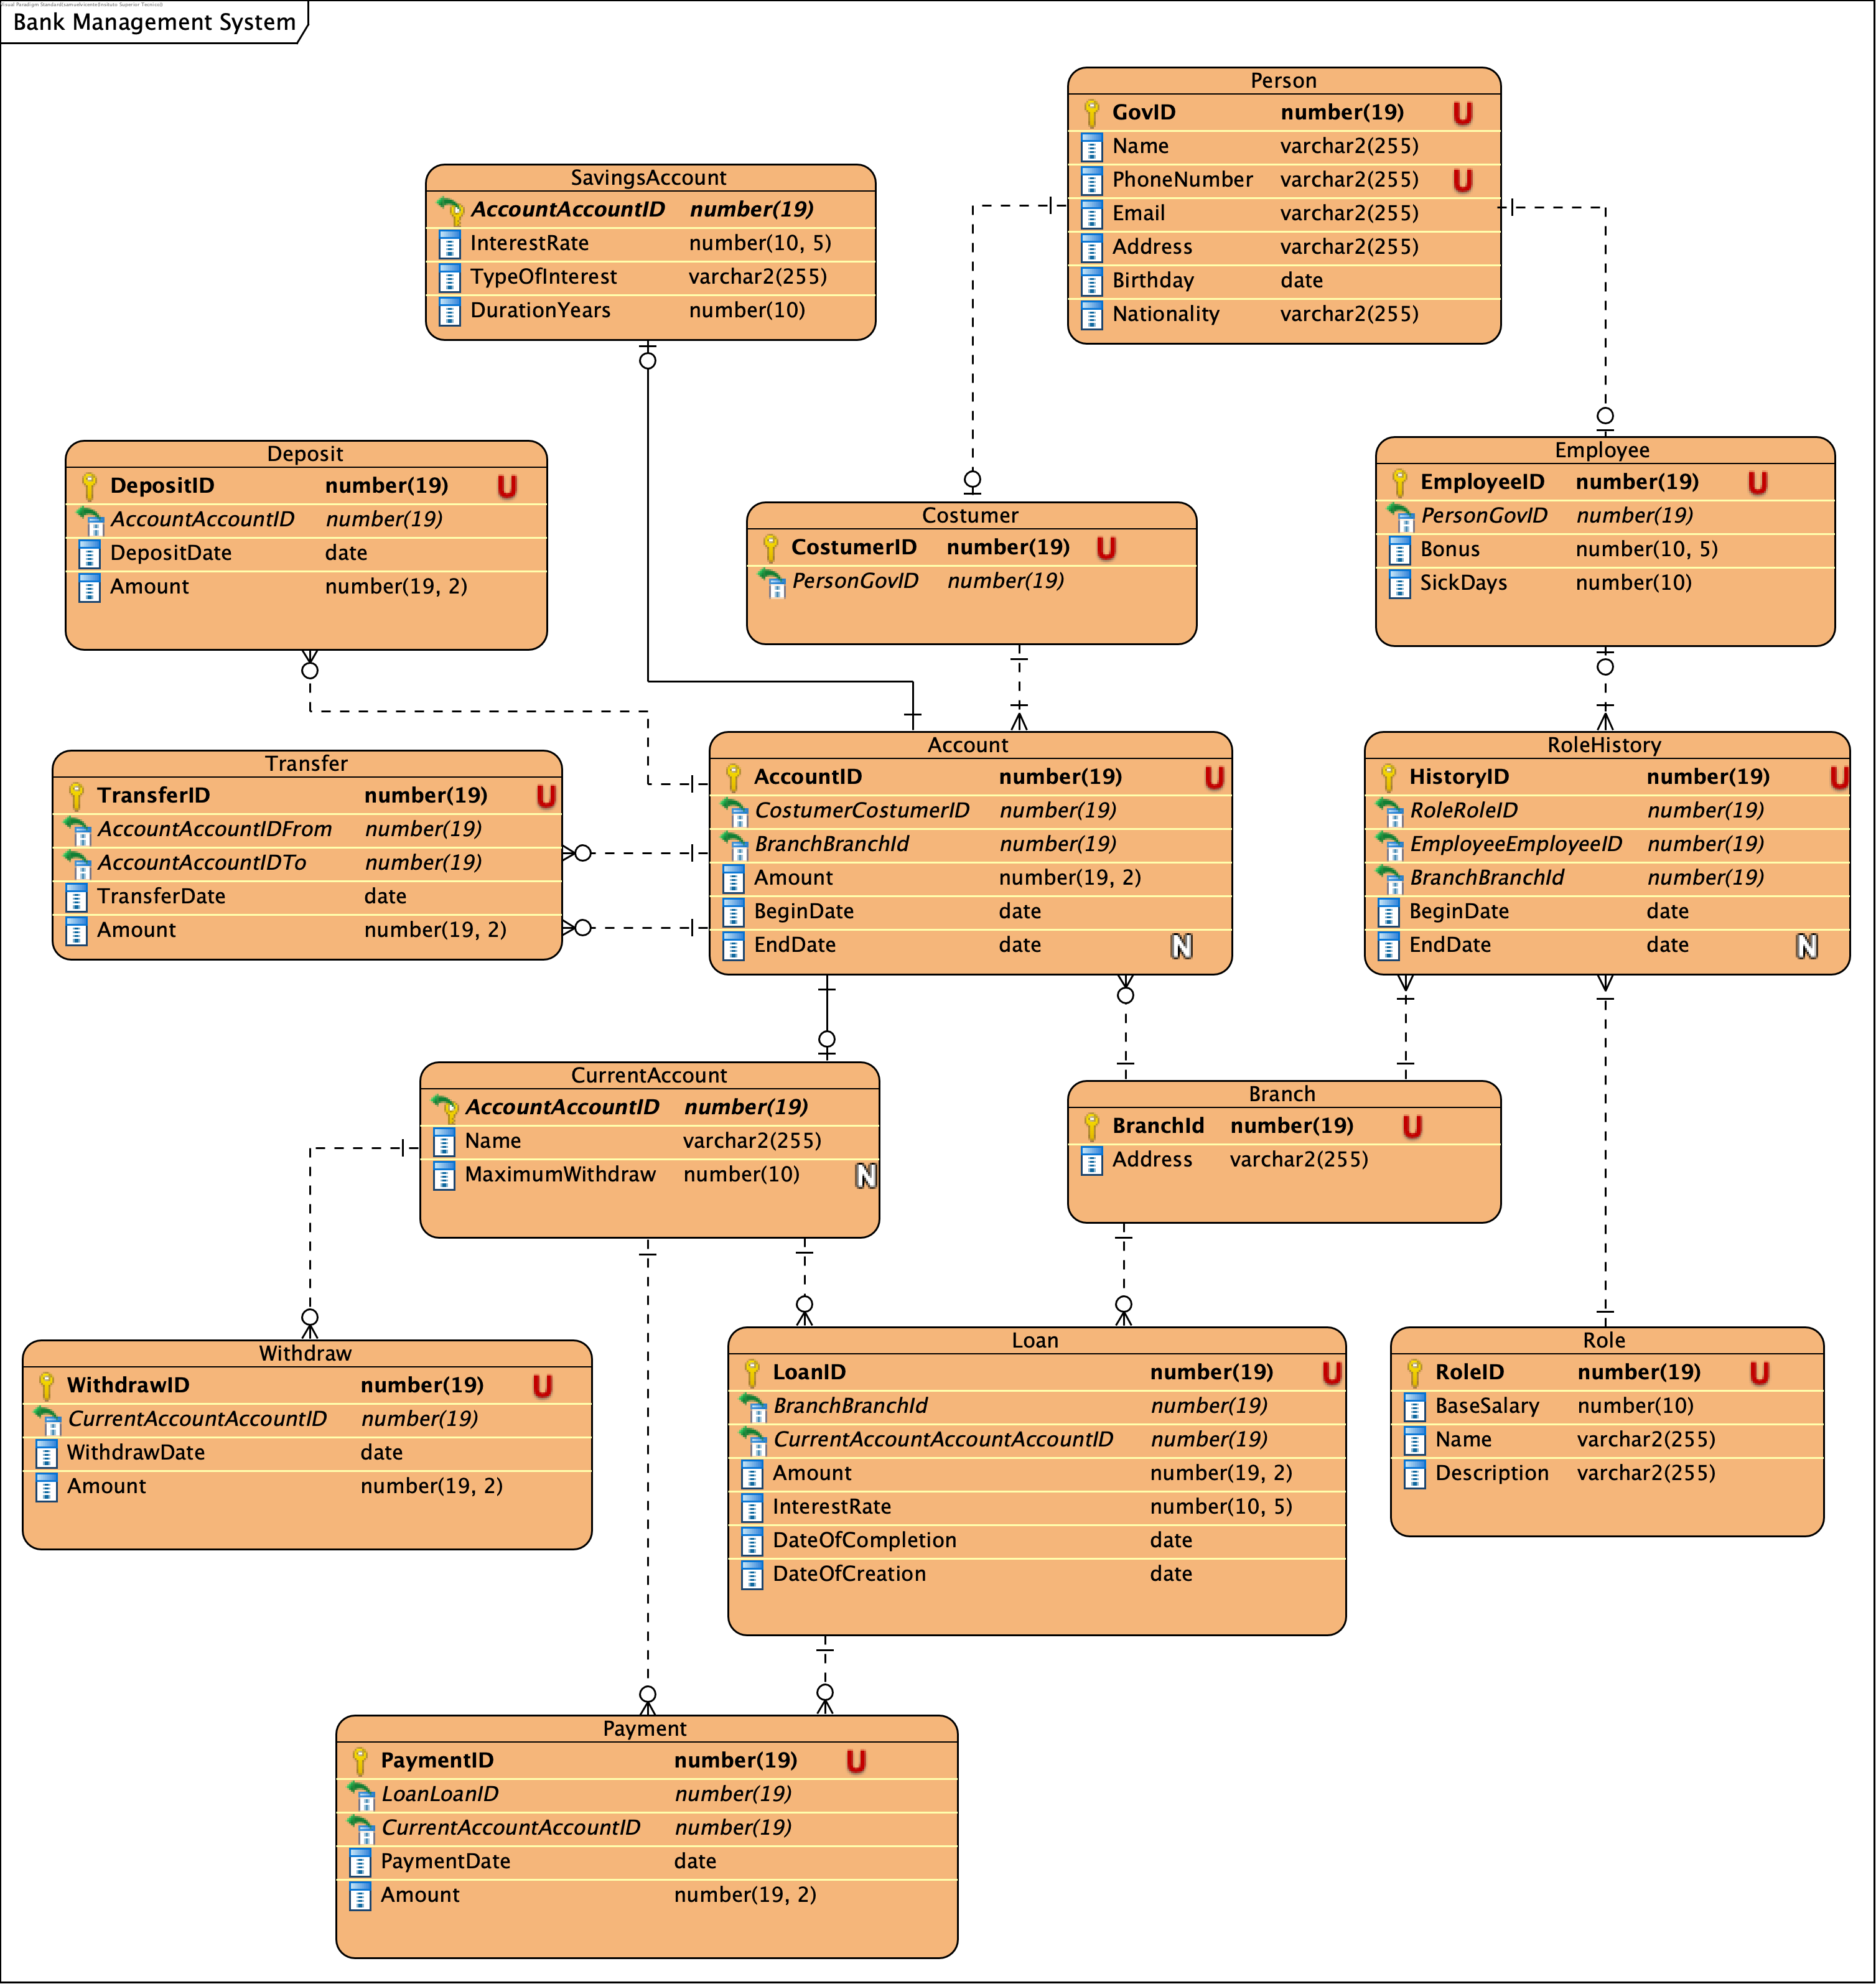 Visual Paradigm Standard(samuelvicente(Instituto Superior Tecnico))
Bank Management System
Person
GovID number(19) U
Name varchar2(255)
PhoneNumber varchar2(255) U
Email varchar2(255)
Address varchar2(255)
Birthday date
Nationality varchar2(255)
SavingsAccount
AccountAccountID number(19)
InterestRate number(10, 5)
TypeOfInterest varchar2(255)
DurationYears number(10)
Deposit
DepositID number(19) U
AccountAccountID number(19)
DepositDate date
Amount number(19, 2)
Costumer
CostumerID number(19) U
PersonGovID number(19)
Employee
EmployeeID number(19) U
PersonGovID number(19)
Bonus number(10, 5)
SickDays number(10)
Transfer
TransferID number(19) U
AccountAccountIDFrom number(19)
AccountAccountIDTo number(19)
TransferDate date
Amount number(19, 2)
Account
AccountID number(19) U
CostumerCostumerID number(19)
BranchBranchId number(19)
Amount number(19, 2)
BeginDate date
EndDate date N
RoleHistory
HistoryID number(19) U
RoleRoleID number(19)
EmployeeEmployeeID number(19)
BranchBranchId number(19)
BeginDate date
EndDate date N
CurrentAccount
AccountAccountID number(19)
Name varchar2(255)
MaximumWithdraw number(10) N
Branch
BranchId number(19) U
Address varchar2(255)
Withdraw
WithdrawID number(19) U
CurrentAccountAccountID number(19)
WithdrawDate date
Amount number(19, 2)
Loan
LoanID number(19) U
BranchBranchId number(19)
CurrentAccountAccountAccountID number(19)
Amount number(19, 2)
InterestRate number(10, 5)
DateOfCompletion date
DateOfCreation date
Role
RoleID number(19) U
BaseSalary number(10)
Name varchar2(255)
Description varchar2(255)
Payment
PaymentID number(19) U
LoanLoanID number(19)
CurrentAccountAccountID number(19)
PaymentDate date
Amount number(19, 2)